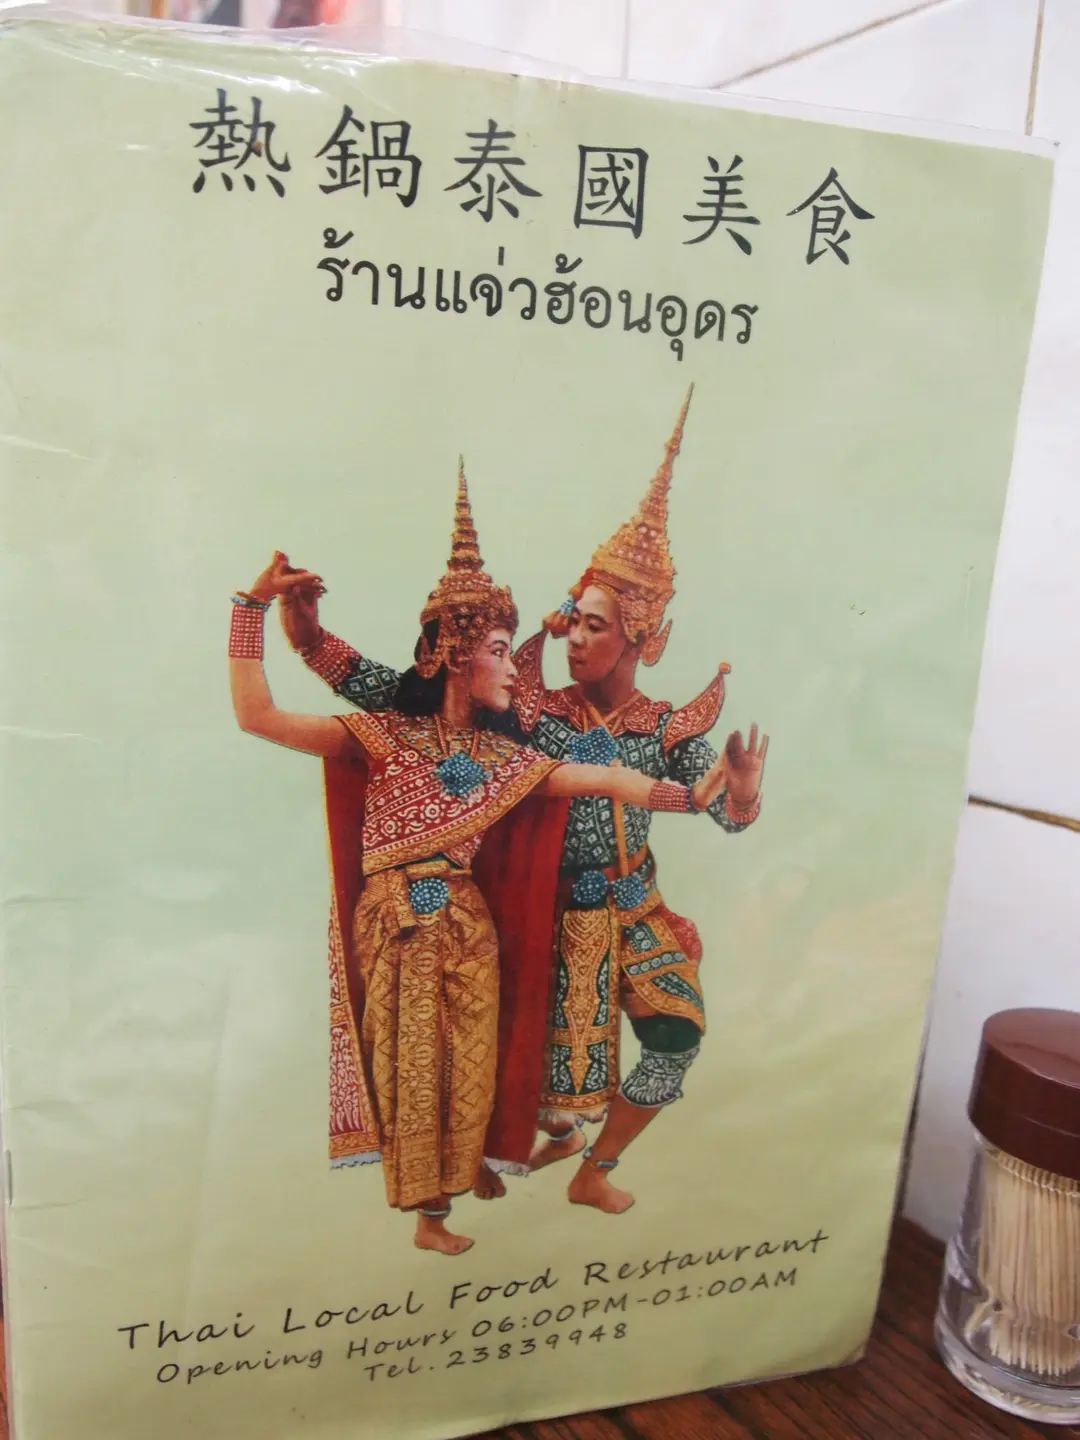 熱鍋泰國美食
ร้านแจ่วฮ้อนอุดร
Thai Local Food Restaurant
Opening Hours 06:00PM-01:00AM
Tel. 23839948